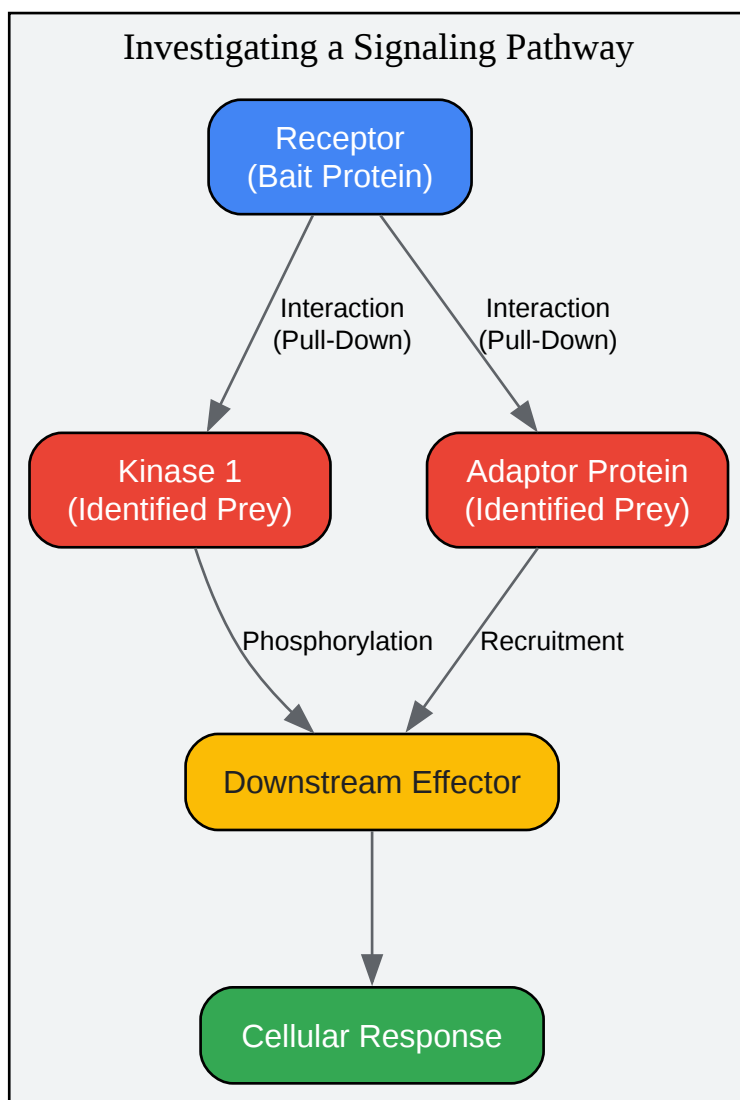 Investigating a Signaling Pathway
Receptor
(Bait Protein)
Interaction
(Pull-Down)
Interaction
(Pull-Down)
Kinase 1
(Identified Prey)
Adaptor Protein
(Identified Prey)
Phosphorylation
Recruitment
Downstream Effector
Cellular Response